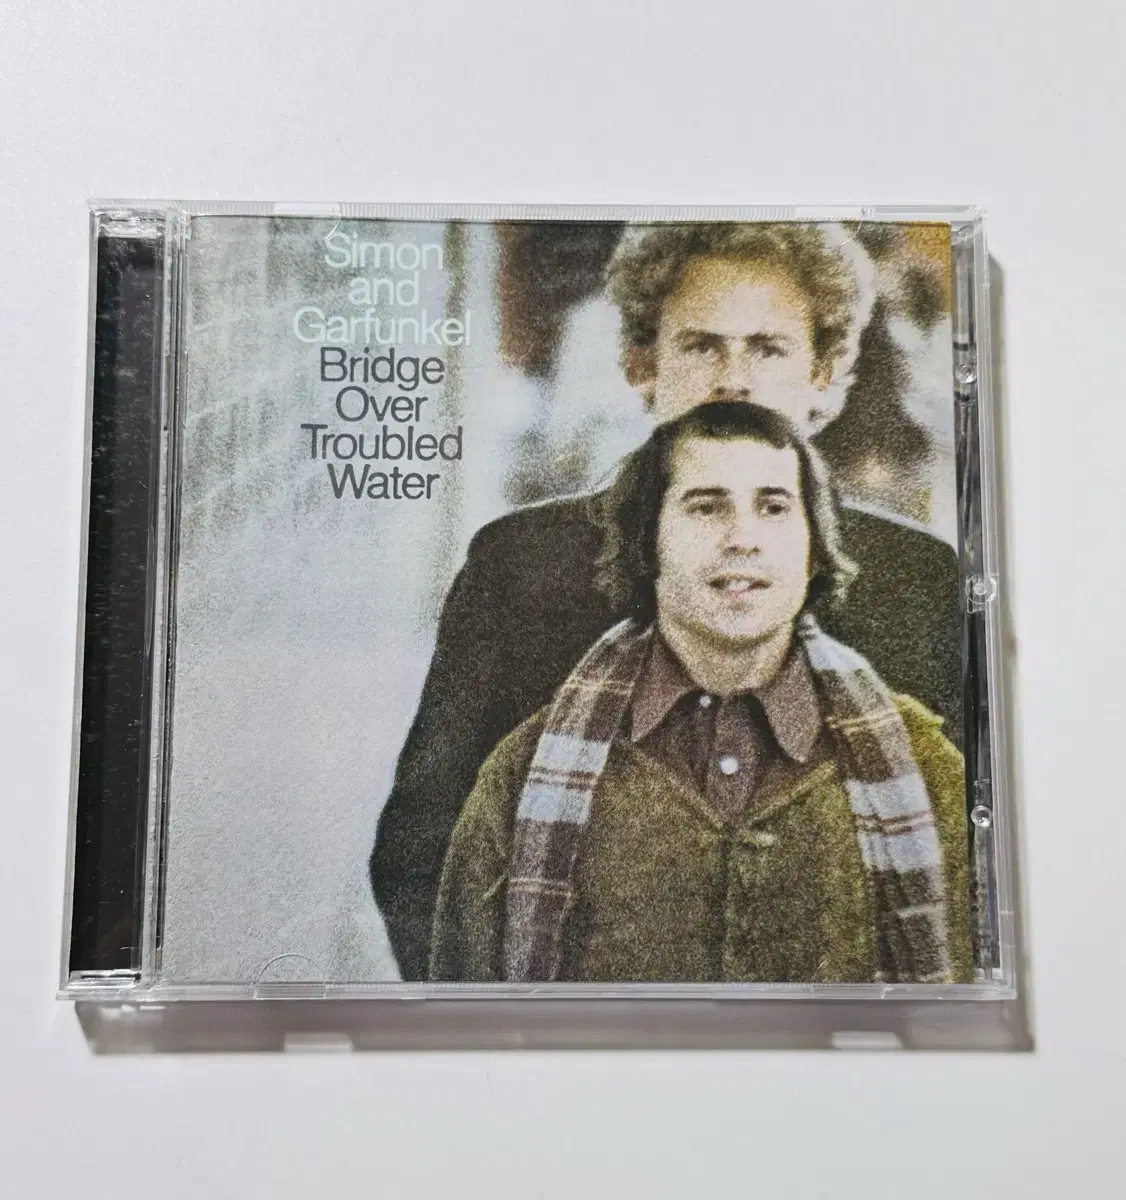 Simon
and
Garfunkel
Bridge
Over
Troubled
Water